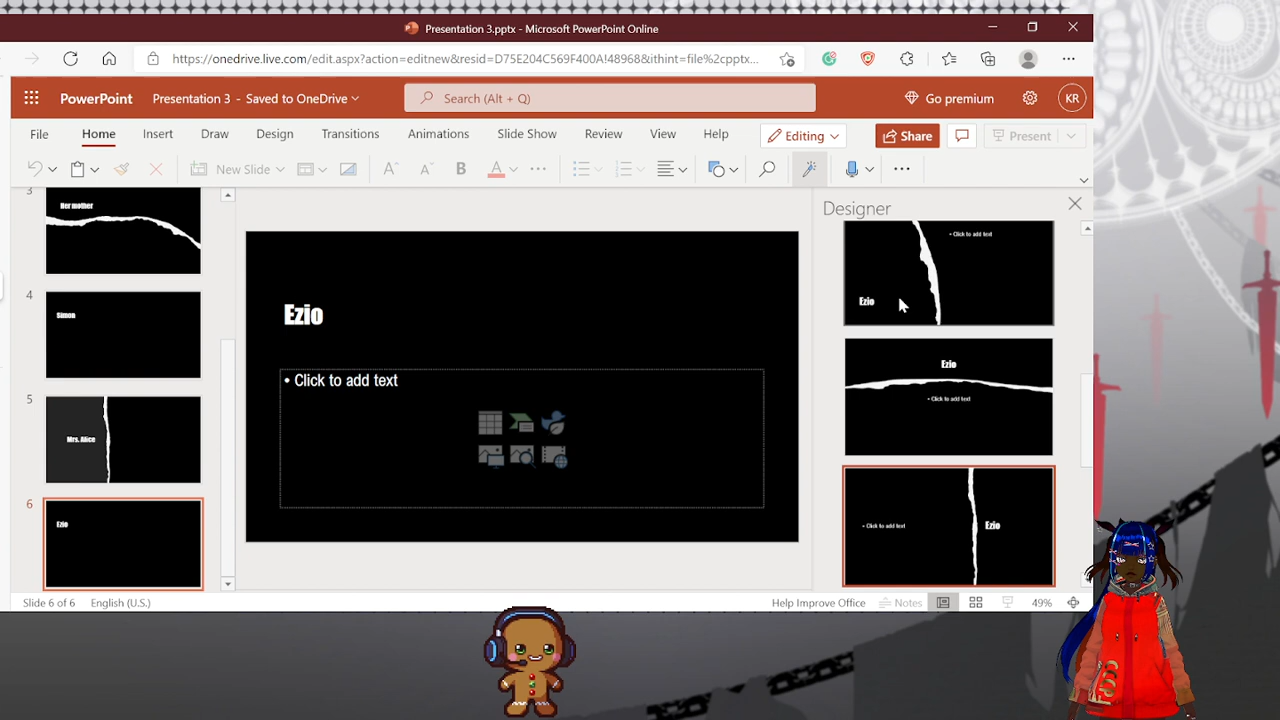 Presentation 3.pptx - Microsoft PowerPoint Online
https://onedrive.live.com/edit.aspx?action=editnew&resid=D75E204C569F400A!48968&ithint=file%2cpptx...
PowerPoint
Presentation 3 - Saved to OneDrive
Search (Alt + Q)
Go premium
KR
File Home Insert Draw Design Transitions Animations Slide Show Review View Help
Editing
Share
Present
New Slide
Designer
3
Her mother
4
Simon
5
Mrs. Alice
6
Ezio
Ezio
• Click to add text
• Click to add text
Ezio
Ezio
• Click to add text
• Click to add text
Ezio
Slide 6 of 6
English (U.S.)
Help Improve Office
Notes
49%